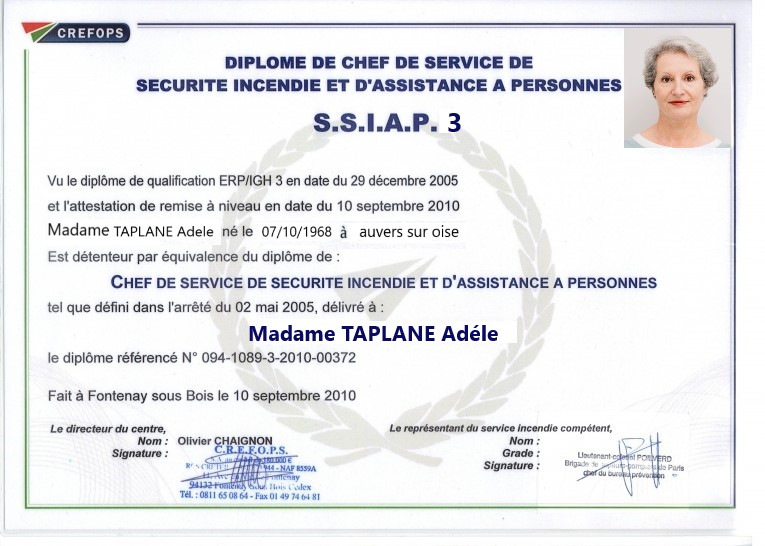 CREFOPS
DIPLOME DE CHEF DE SERVICE DE
SECURITE INCENDIE ET D'ASSISTANCE A PERSONNES
S.S.I.A.P. 3
Vu le diplôme de qualification ERP/IGH 3 en date du 29 décembre 2005
et l'attestation de remise à niveau en date du 10 septembre 2010
Madame TAPLANE Adele né le 07/10/1968 à auvers sur oise
Est détenteur par équivalence du diplôme de :
CHEF DE SERVICE DE SECURITE INCENDIE ET D'ASSISTANCE A PERSONNES
tel que défini dans l'arrêté du 02 mai 2005, délivré à :
Madame TAPLANE Adéle
le diplôme référencé N° 094-1089-3-2010-00372
Fait à Fontenay sous Bois le 10 septembre 2010
Le directeur du centre,
Nom : Olivier CHAIGNON
Signature :
C.R.E.F.O.P.S.
944 - NAF 8559A
94132 Fontenay Sous Bois Cedex
Tél. : 0811 65 08 64 - Fax 01 49 74 64 81
Le représentant du service incendie compétent,
Nom :
Grade :
Signature :
Lieutenant-colonel
Brigade de sapeurs-pompiers de Paris
chef du bureau prévention